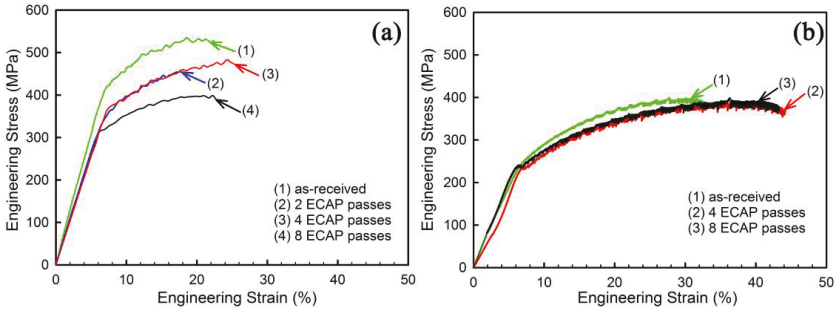 (a)
Engineering Stress (MPa)
600
500
400
300
200
100
0
(1)
(3)
(2)
(4)
(1) as-received
(2) 2 ECAP passes
(3) 4 ECAP passes
(4) 8 ECAP passes
0 10 20 30 40 50
Engineering Strain (%)
(b)
Engineering Stress (MPa)
600
500
400
300
200
100
0
(1)
(3)
(2)
(1) as-received
(2) 4 ECAP passes
(3) 8 ECAP passes
0 10 20 30 40 50
Engineering Strain (%)